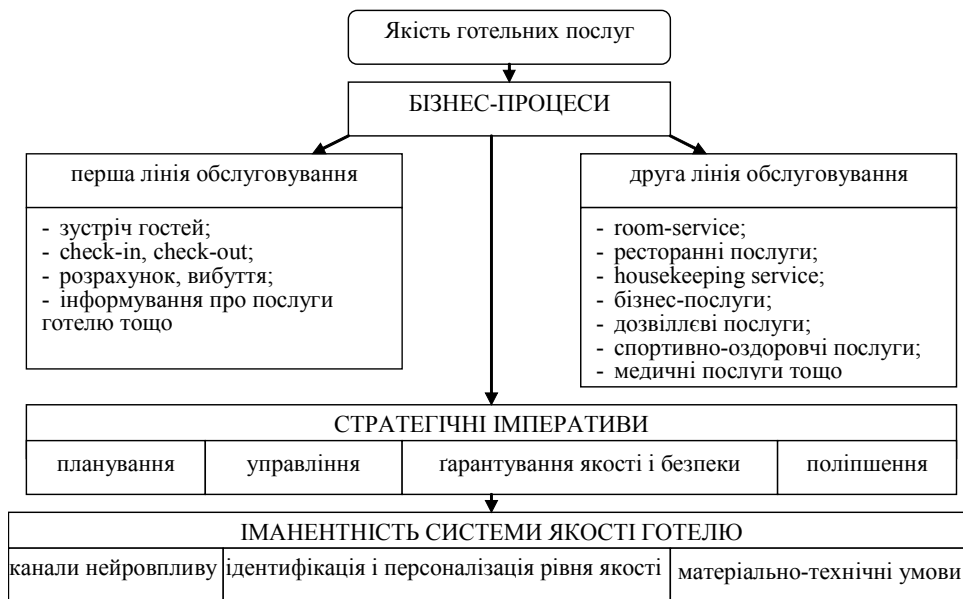 Якість готельних послуг
БІЗНЕС-ПРОЦЕСИ
перша лінія обслуговування
- зустріч гостей;
- check-in, check-out;
- розрахунок, вибуття;
- інформування про послуги
готелю тощо
друга лінія обслуговування
- room-service;
- ресторанні послуги;
- housekeeping service;
- бізнес-послуги;
- дозвіллєві послуги;
- спортивно-оздоровчі послуги;
- медичні послуги тощо
СТРАТЕГІЧНІ ІМПЕРАТИВИ
планування
управління
ґарантування якості і безпеки
поліпшення
ІМАНЕНТНІСТЬ СИСТЕМИ ЯКОСТІ ГОТЕЛЮ
канали нейровпливу
ідентифікація і персоналізація рівня якості
матеріально-технічні умови